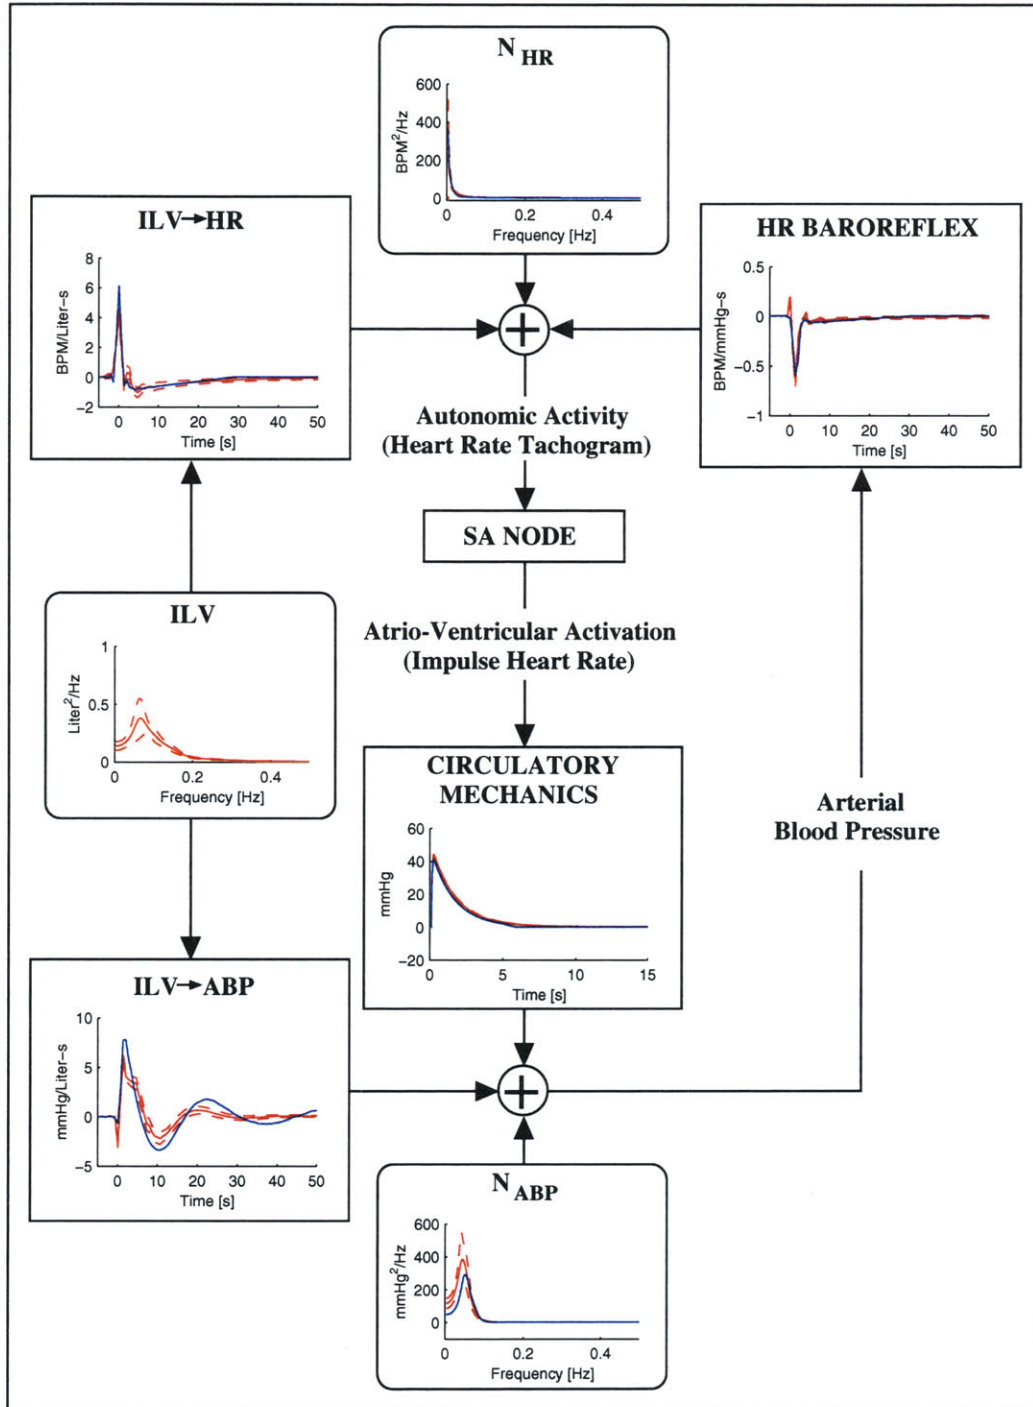 N HR
600
400
200
0
BPM²/Hz
0 0.2 0.4
Frequency [Hz]
ILV→HR
8
6
4
2
0
−2
BPM/Liter−s
0 10 20 30 40 50
Time [s]
HR BAROREFLEX
0.5
0
−0.5
−1
BPM/mmHg−s
0 10 20 30 40 50
Time [s]
+
Autonomic Activity
(Heart Rate Tachogram)
SA NODE
ILV
1
0.5
0
Liter²/Hz
0 0.2 0.4
Frequency [Hz]
Atrio-Ventricular Activation
(Impulse Heart Rate)
CIRCULATORY
MECHANICS
60
40
20
0
−20
mmHg
0 5 10 15
Time [s]
Arterial
Blood Pressure
ILV→ABP
10
5
0
−5
mmHg/Liter−s
0 10 20 30 40 50
Time [s]
+
N ABP
600
400
200
0
mmHg²/Hz
0 0.2 0.4
Frequency [Hz]